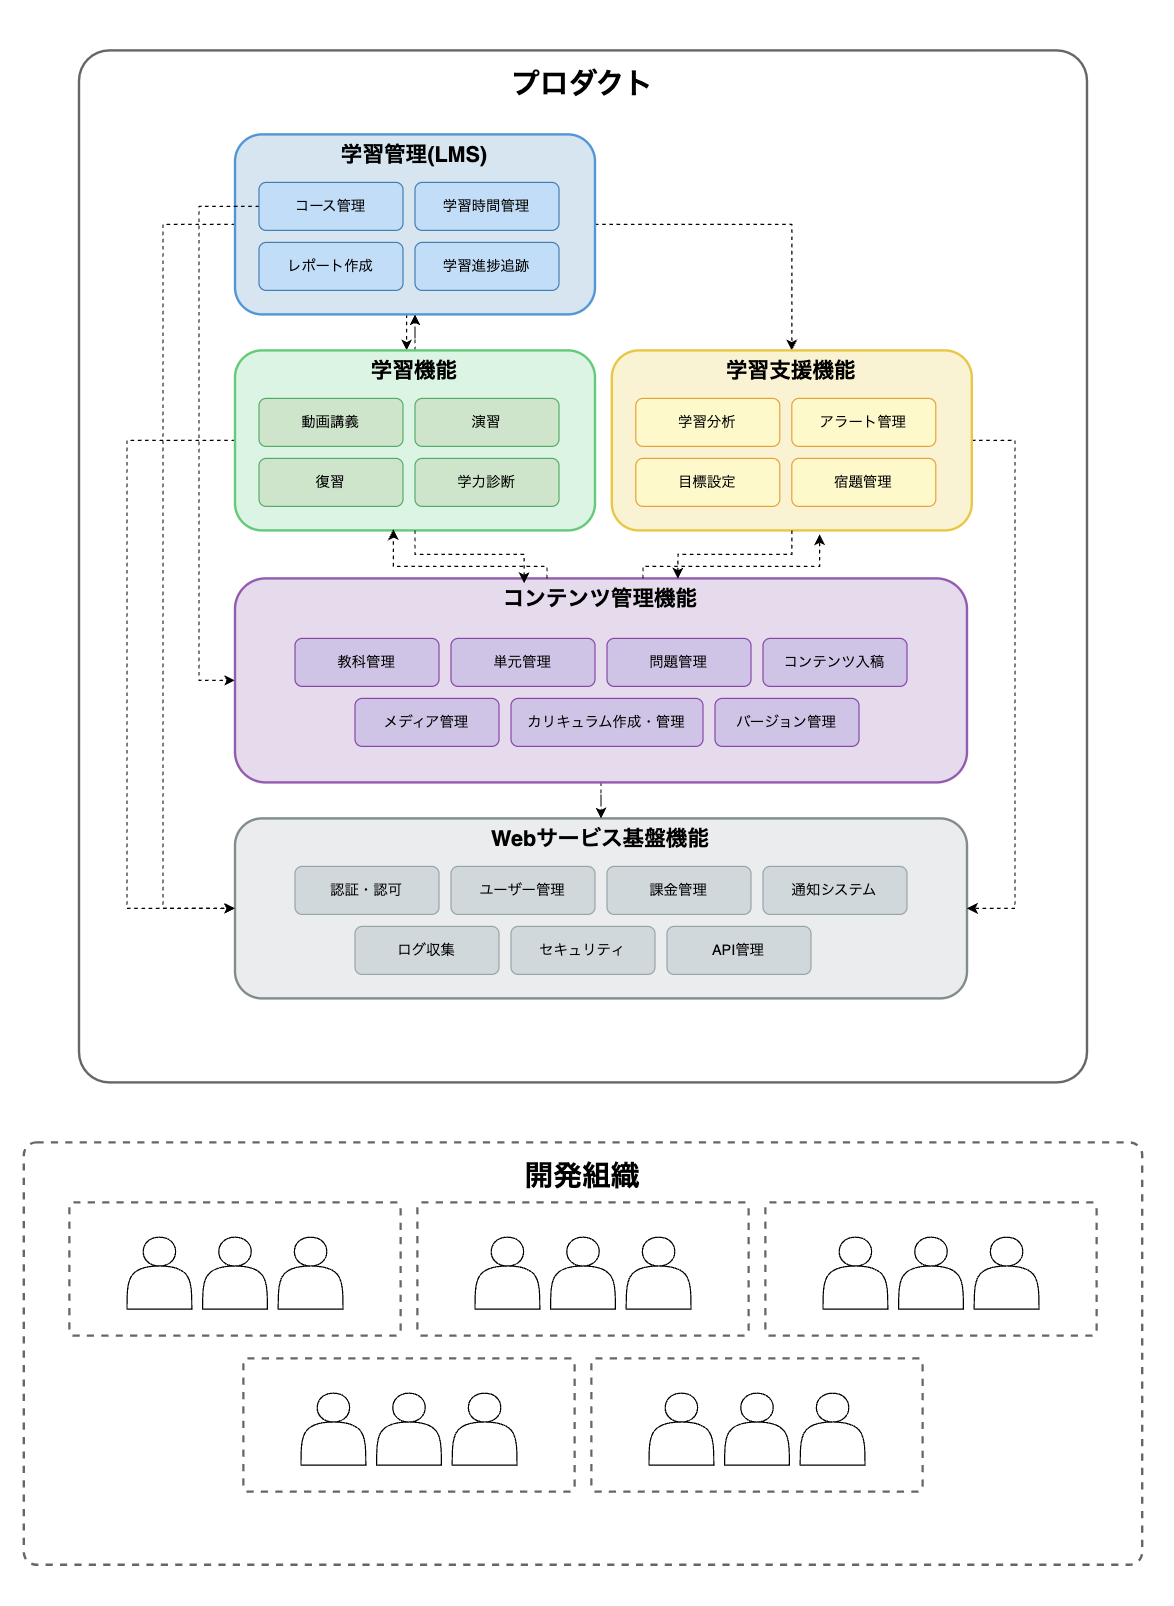 プロダクト
学習管理(LMS)
コース管理
学習時間管理
レポート作成
学習進捗追跡
学習機能
動画講義
演習
復習
学力診断
学習支援機能
学習分析
アラート管理
目標設定
宿題管理
コンテンツ管理機能
教科管理
単元管理
問題管理
コンテンツ入稿
メディア管理
カリキュラム作成・管理
バージョン管理
Webサービス基盤機能
認証・認可
ユーザー管理
課金管理
通知システム
ログ収集
セキュリティ
API管理
開発組織